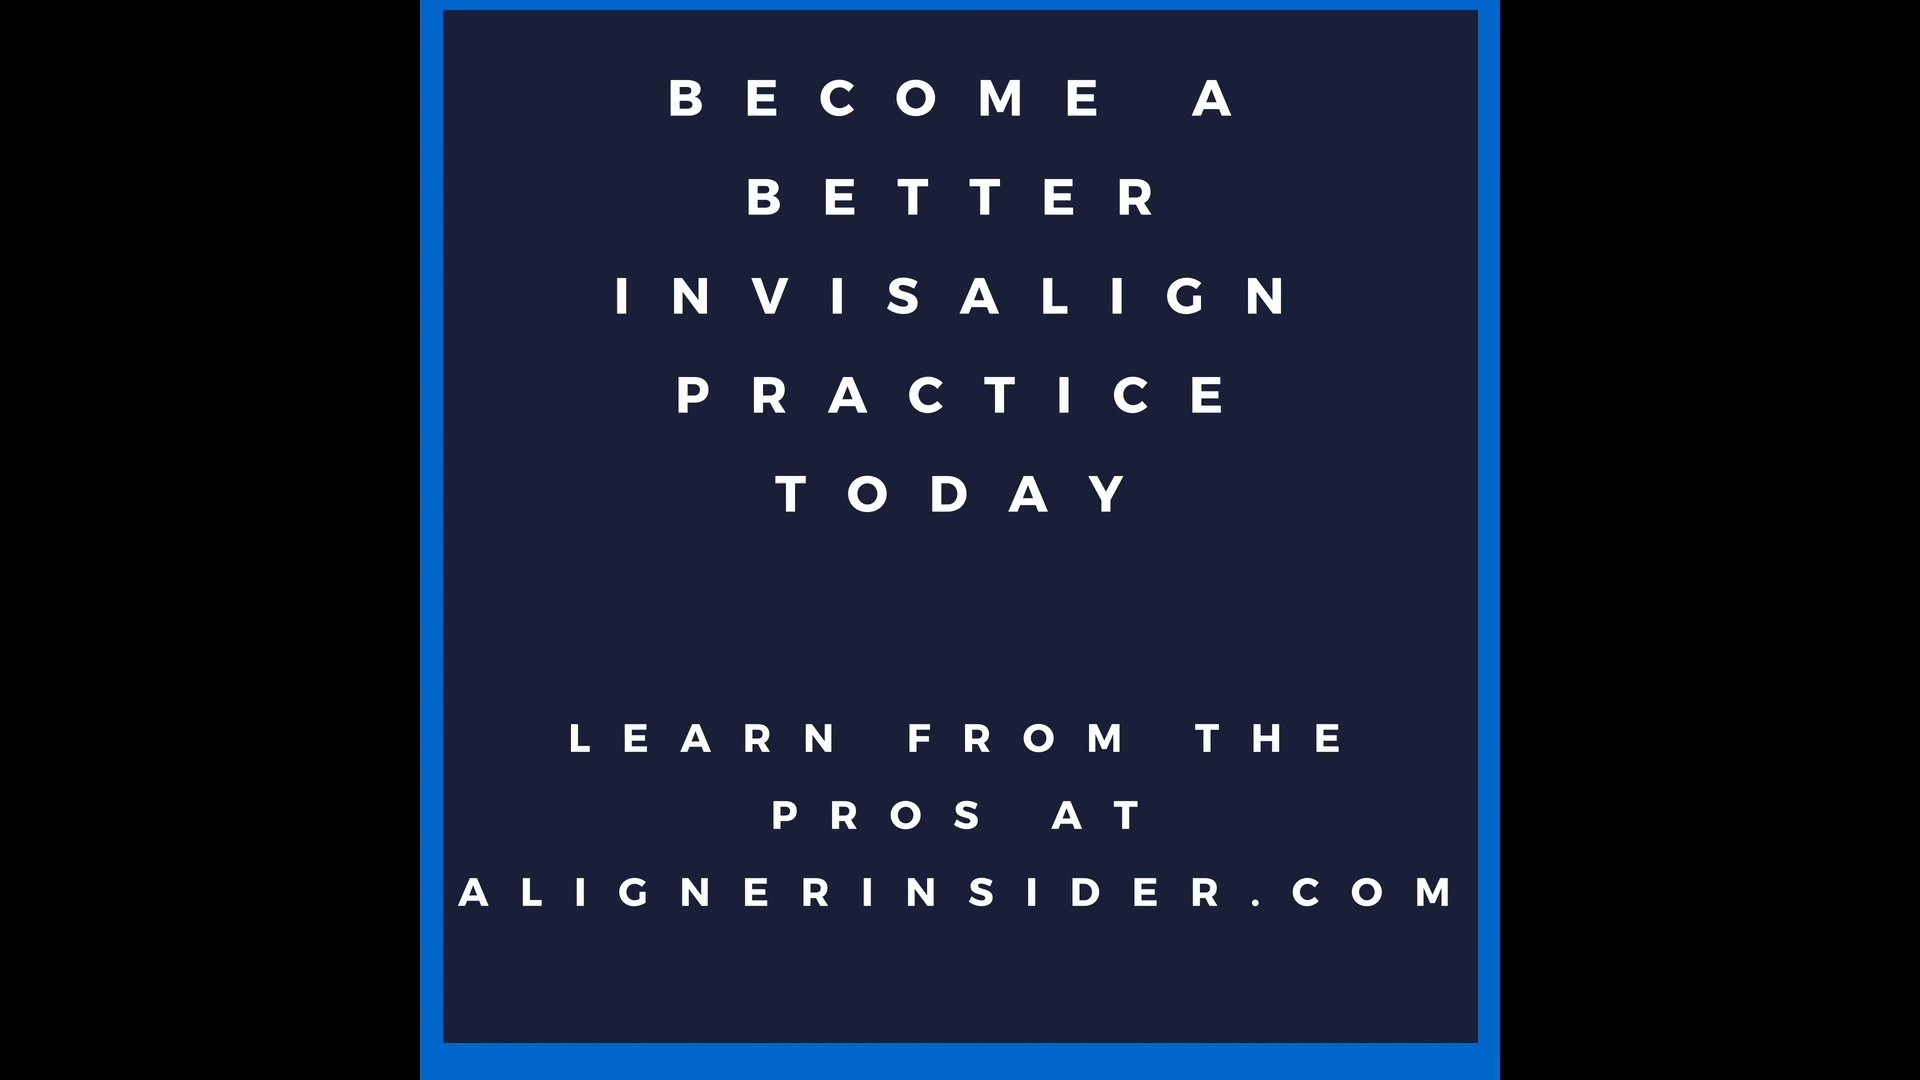 BECOME A
BETTER
INVISALIGN
PRACTICE
TODAY
LEARN FROM THE
PROS AT
ALIGNERINSIDER.COM